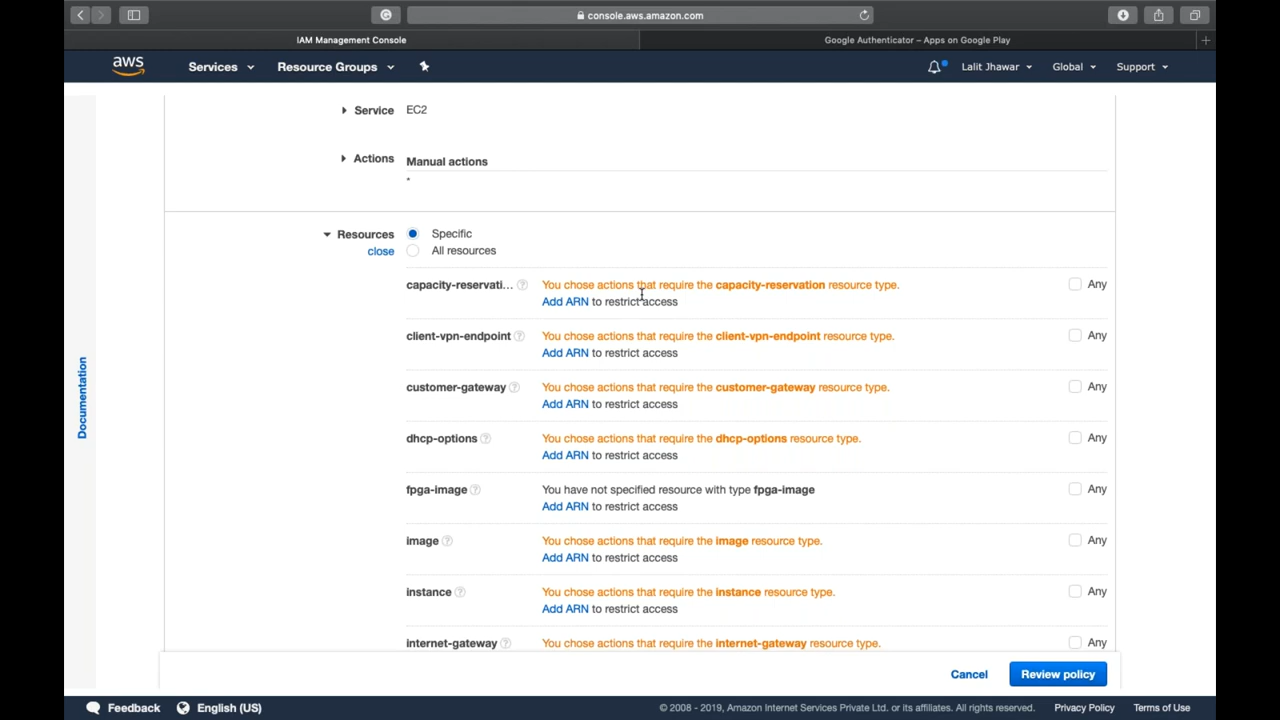 console.aws.amazon.com
IAM Management Console
Google Authenticator – Apps on Google Play
aws
Services
Resource Groups
Lalit Jhawar
Global
Support
Service EC2
Actions Manual actions
*
Resources Specific
close All resources
capacity-reservati... You chose actions that require the capacity-reservation resource type. Any
Add ARN to restrict access
client-vpn-endpoint You chose actions that require the client-vpn-endpoint resource type. Any
Add ARN to restrict access
customer-gateway You chose actions that require the customer-gateway resource type. Any
Add ARN to restrict access
dhcp-options You chose actions that require the dhcp-options resource type. Any
Add ARN to restrict access
fpga-image You have not specified resource with type fpga-image Any
Add ARN to restrict access
image You chose actions that require the image resource type. Any
Add ARN to restrict access
instance You chose actions that require the instance resource type. Any
Add ARN to restrict access
internet-gateway You chose actions that require the internet-gateway resource type. Any
Documentation
Cancel
Review policy
Feedback
English (US)
© 2008 - 2019, Amazon Internet Services Private Ltd. or its affiliates. All rights reserved.
Privacy Policy
Terms of Use